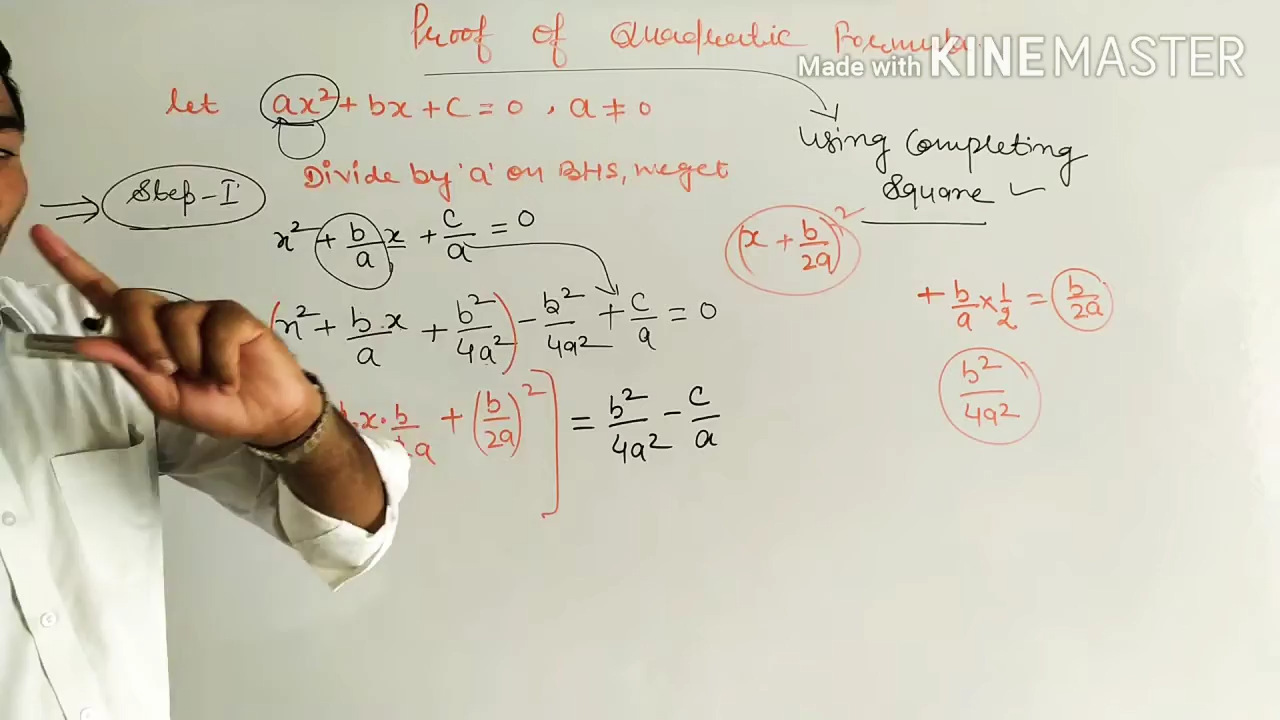 Proof of Quadratic Formula
Made with KINEMASTER
let ax² + bx + c = 0 , a ≠ 0
Using Completing
Square ✓
Step-I
Divide by 'a' on BHS, we get
x² + b/a x + c/a = 0
(x + b/2a)²
+ b/a × 1/2 = b/2a
(x² + b/a · x + b²/4a²) - b²/4a² + c/a = 0
b²/4a²
· x · b/ a + (b/2a)² ] = b²/4a² - c/a